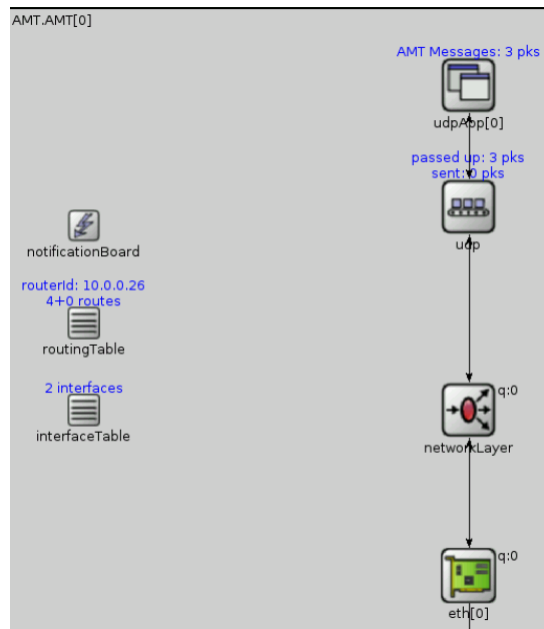 AMT.AMT[0]
AMT Messages: 3 pks
udpApp[0]
passed up: 3 pks
sent: 0 pks
udp
notificationBoard
routerId: 10.0.0.26
4+0 routes
routingTable
2 interfaces
interfaceTable
q:0
networkLayer
q:0
eth[0]